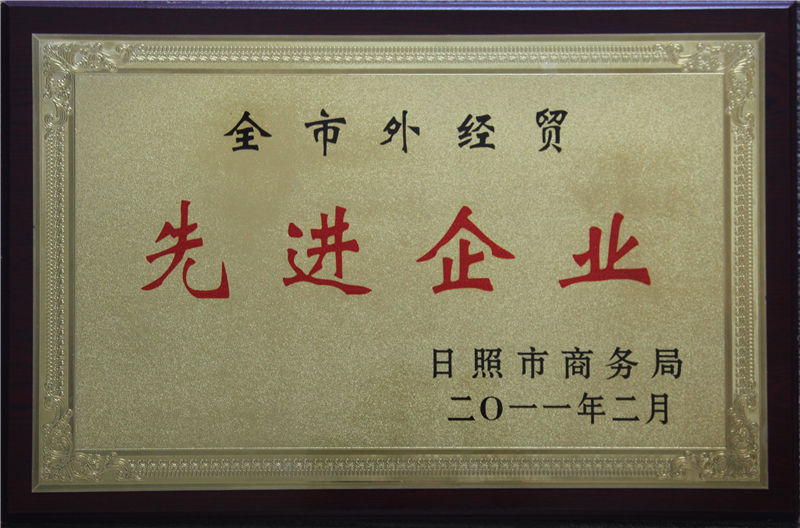 全市外经贸
先进企业
日照市商务局
二〇一一年二月